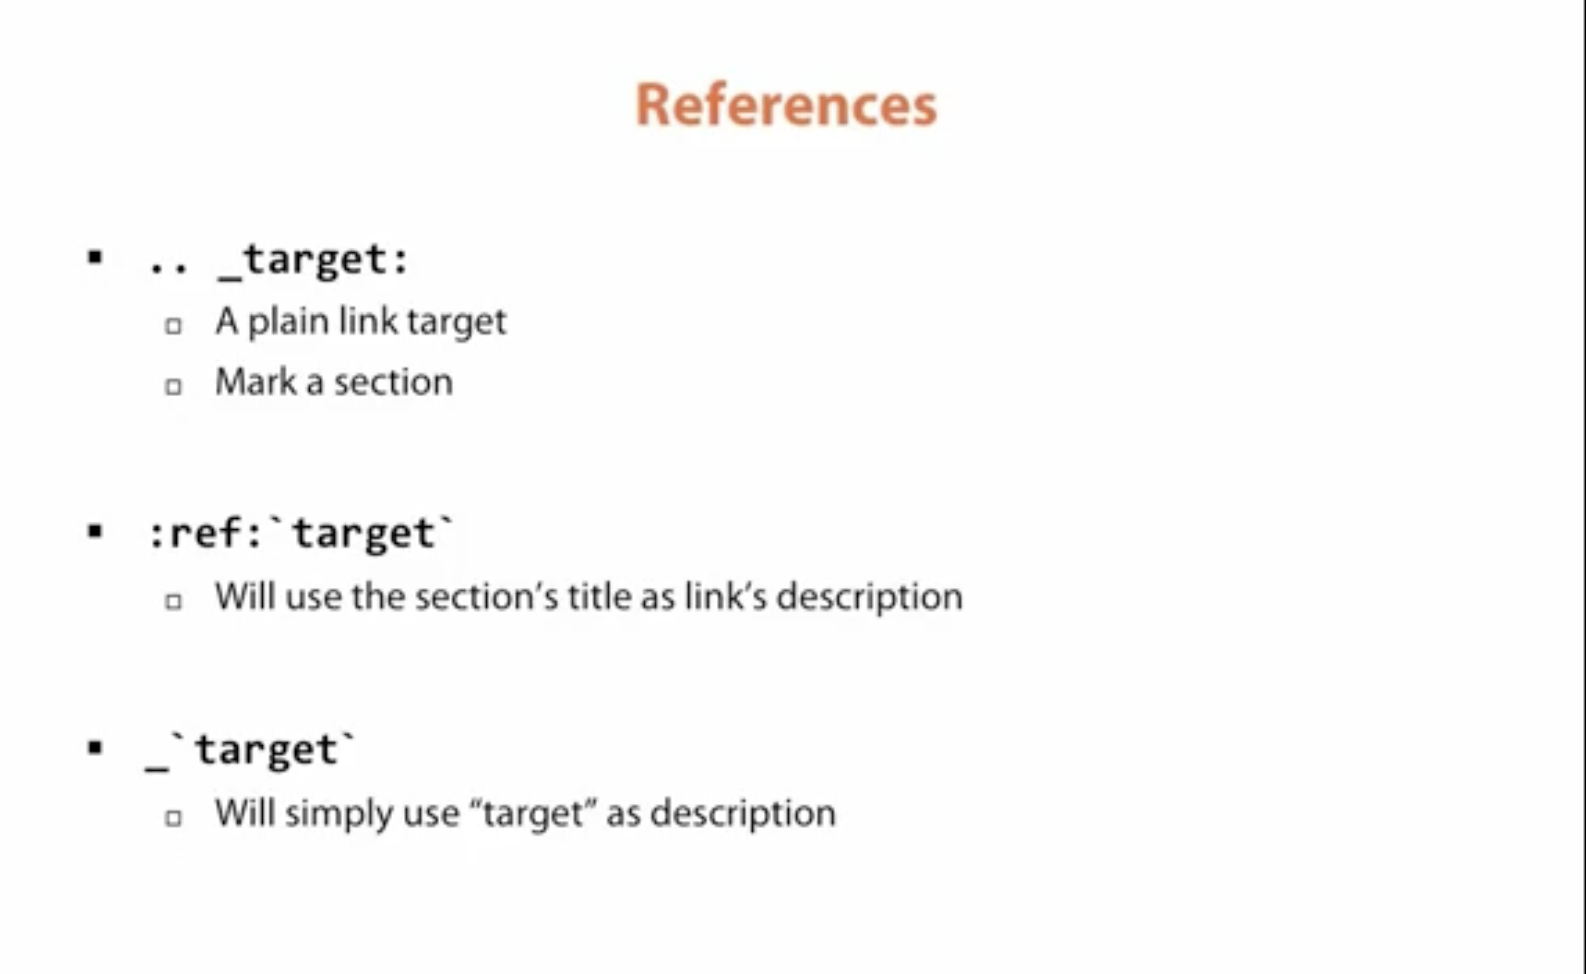 References
.. _target:
A plain link target
Mark a section
:ref:`target`
Will use the section’s title as link’s description
_`target`
Will simply use “target” as description